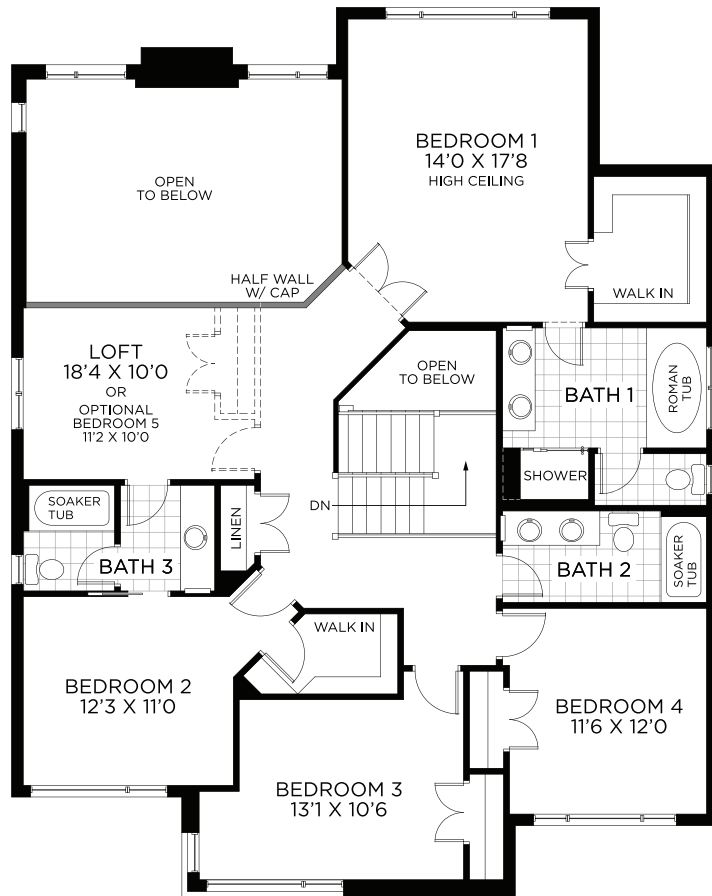 BEDROOM 1
14'0 X 17'8
HIGH CEILING
OPEN
TO BELOW
HALF WALL
W/ CAP
WALK IN
LOFT
18'4 X 10'0
OR
OPTIONAL
BEDROOM 5
11'2 X 10'0
OPEN
TO BELOW
BATH 1
ROMAN
TUB
SHOWER
DN
SOAKER
TUB
LINEN
BATH 3
BATH 2
SOAKER
TUB
WALK IN
BEDROOM 2
12'3 X 11'0
BEDROOM 4
11'6 X 12'0
BEDROOM 3
13'1 X 10'6